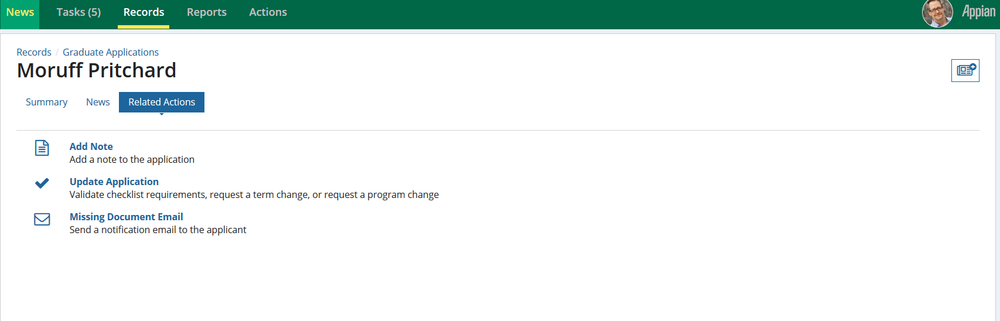 News Tasks (5) Records Reports Actions Appian
Records / Graduate Applications
Moruff Pritchard
Summary News Related Actions
Add Note
Add a note to the application
Update Application
Validate checklist requirements, request a term change, or request a program change
Missing Document Email
Send a notification email to the applicant